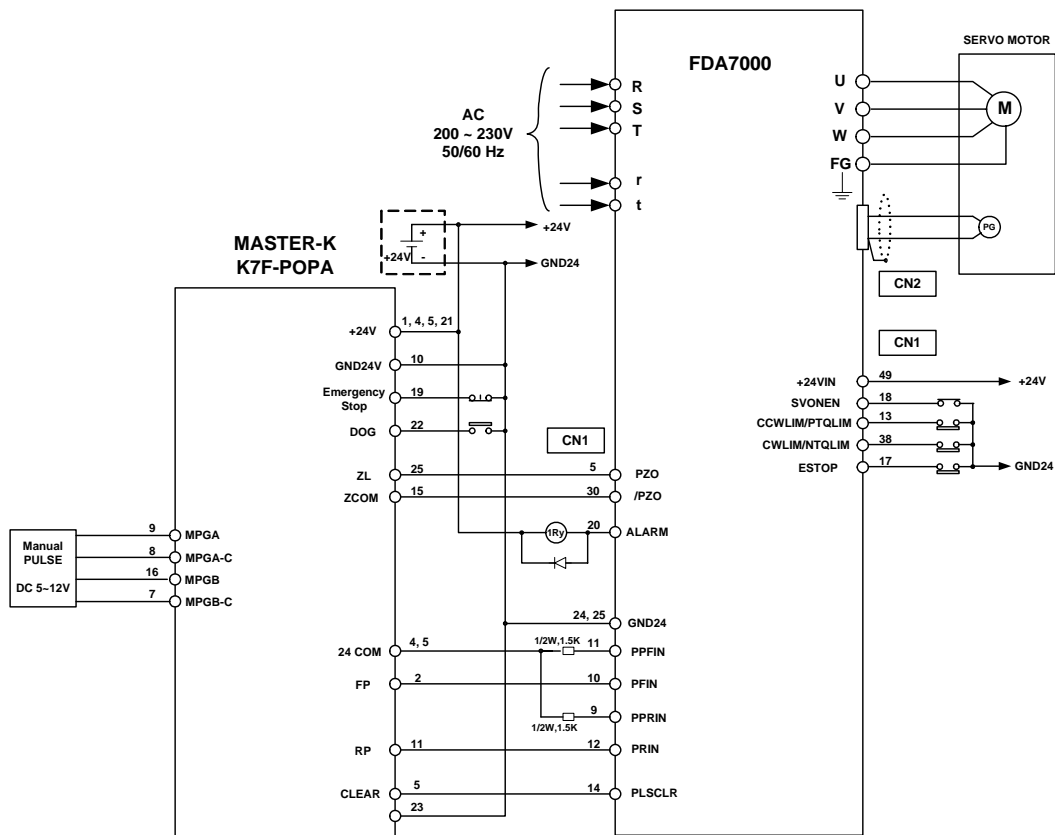 SERVO MOTOR
FDA7000
R
S
T
r
t
AC
200 ~ 230V
50/60 Hz
U
V
W
FG
M
PG
CN2
CN1
+
+24V -
+24V
GND24
MASTER-K
K7F-POPA
+24V
1, 4, 5, 21
GND24V
10
Emergency
Stop
19
DOG
22
CN1
ZL
25
5
PZO
ZCOM
15
30
/PZO
1Ry
20
ALARM
+24VIN
49
+24V
SVONEN
18
CCWLIM/PTQLIM
13
CWLIM/NTQLIM
38
ESTOP
17
GND24
Manual
PULSE
DC 5~12V
9
MPGA
8
MPGA-C
16
MPGB
7
MPGB-C
24, 25
GND24
24 COM
4, 5
1/2W,1.5K
11
PPFIN
FP
2
10
PFIN
9
PPRIN
1/2W,1.5K
RP
11
12
PRIN
CLEAR
5
14
PLSCLR
23